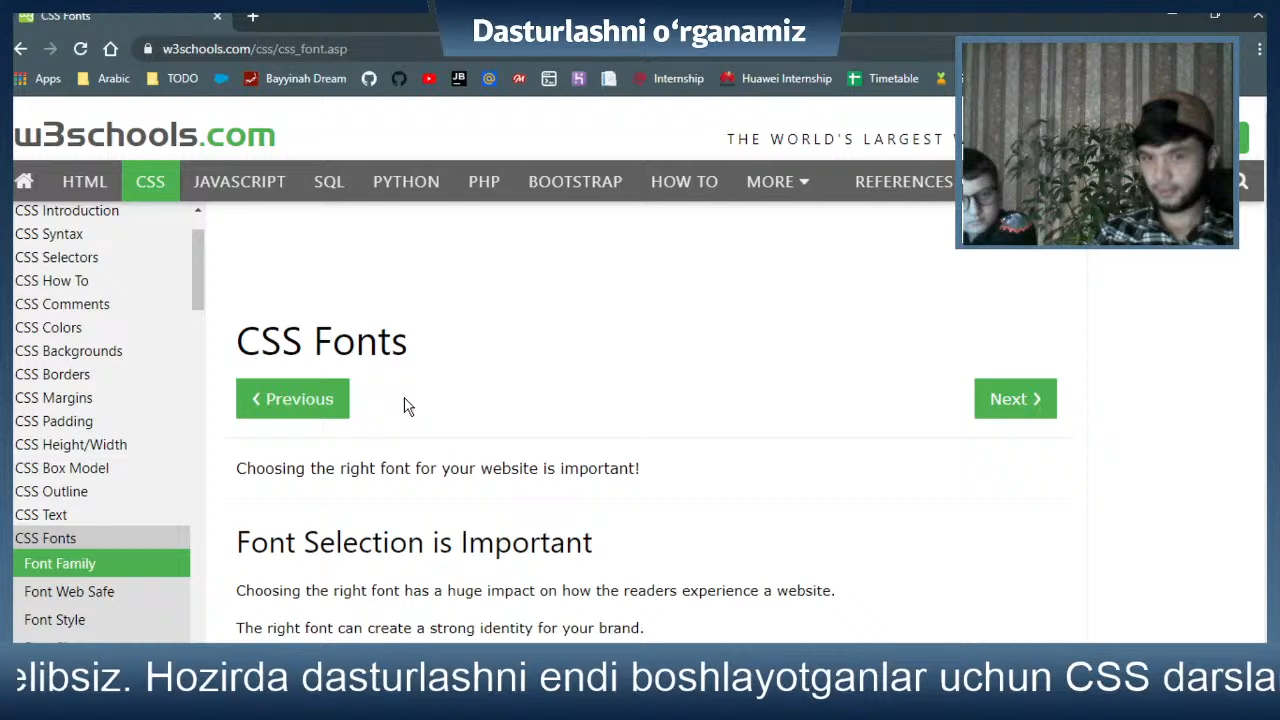 CSS Fonts
Dasturlashni oʻrganamiz
w3schools.com/css/css_font.asp
Apps Arabic TODO Bayyinah Dream Internship Huawei Internship Timetable
w3schools.com
THE WORLD'S LARGEST
HTML CSS JAVASCRIPT SQL PYTHON PHP BOOTSTRAP HOW TO MORE REFERENCES
CSS Introduction
CSS Syntax
CSS Selectors
CSS How To
CSS Comments
CSS Colors
CSS Backgrounds
CSS Borders
CSS Margins
CSS Padding
CSS Height/Width
CSS Box Model
CSS Outline
CSS Text
CSS Fonts
Font Family
Font Web Safe
Font Style
CSS Fonts
❮ Previous
Next ❯
Choosing the right font for your website is important!
Font Selection is Important
Choosing the right font has a huge impact on how the readers experience a website.
The right font can create a strong identity for your brand.
elibsiz. Hozirda dasturlashni endi boshlayotganlar uchun CSS darsla